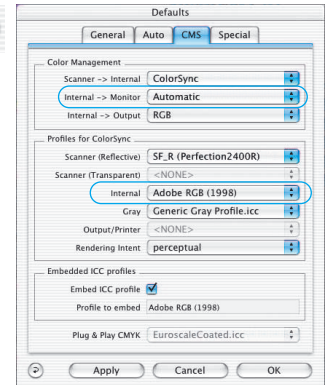 Defaults
General Auto CMS Special
Color Management
Scanner -> Internal ColorSync
Internal -> Monitor Automatic
Internal -> Output RGB
Profiles for ColorSync
Scanner (Reflective) SF_R (Perfection2400R)
Scanner (Transparent) <NONE>
Internal Adobe RGB (1998)
Gray Generic Gray Profile.icc
Output/Printer <NONE>
Rendering Intent perceptual
Embedded ICC profiles
Embed ICC profile
Profile to embed Adobe RGB (1998)
Plug & Play CMYK EuroscaleCoated.icc
Apply Cancel OK